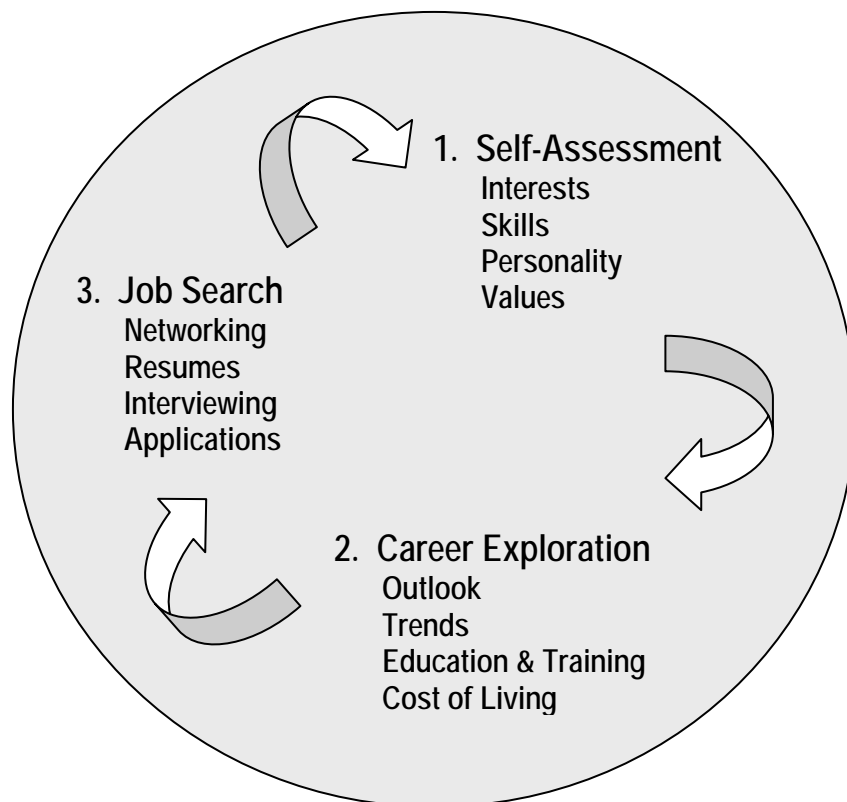 1. Self-Assessment
Interests
Skills
Personality
Values
2. Career Exploration
Outlook
Trends
Education & Training
Cost of Living
3. Job Search
Networking
Resumes
Interviewing
Applications